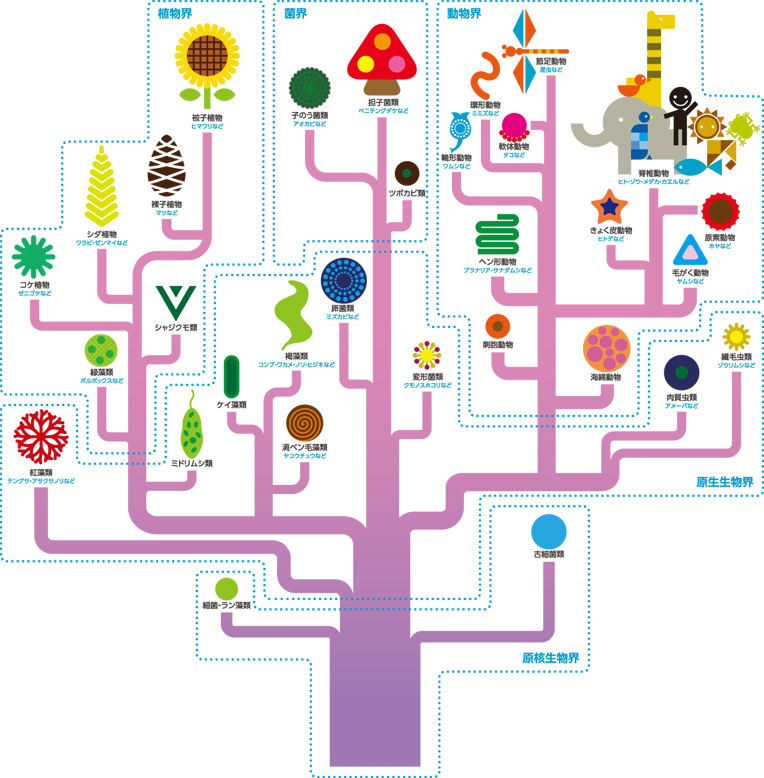 植物界
菌界
動物界
被子植物
ヒマワリなど
裸子植物
マツなど
シダ植物
ワラビ・ゼンマイなど
コケ植物
ゼニゴケなど
シャジクモ類
緑藻類
ボルボックスなど
紅藻類
テングサ・アサクサノリなど
ミドリムシ類
ケイ藻類
褐藻類
コンブ・ワカメ・ノリ・ヒジキなど
渦ベン毛藻類
ヤコウチュウなど
子のう菌類
アオカビなど
担子菌類
ベニテングダケなど
ツボカビ類
卵菌類
ミズカビなど
変形菌類
クモノスホコリなど
節足動物
昆虫など
環形動物
ミミズなど
輪形動物
ワムシなど
軟体動物
タコなど
脊椎動物
ヒト・ゾウ・メダカ・カエルなど
きょく皮動物
ヒトデなど
原索動物
ホヤなど
毛がく動物
ヤムシなど
ヘン形動物
プラナリア・サナダムシなど
刺胞動物
海綿動物
肉質虫類
アメーバなど
繊毛虫類
ゾウリムシなど
原生生物界
古細菌類
細菌・ラン藻類
原核生物界